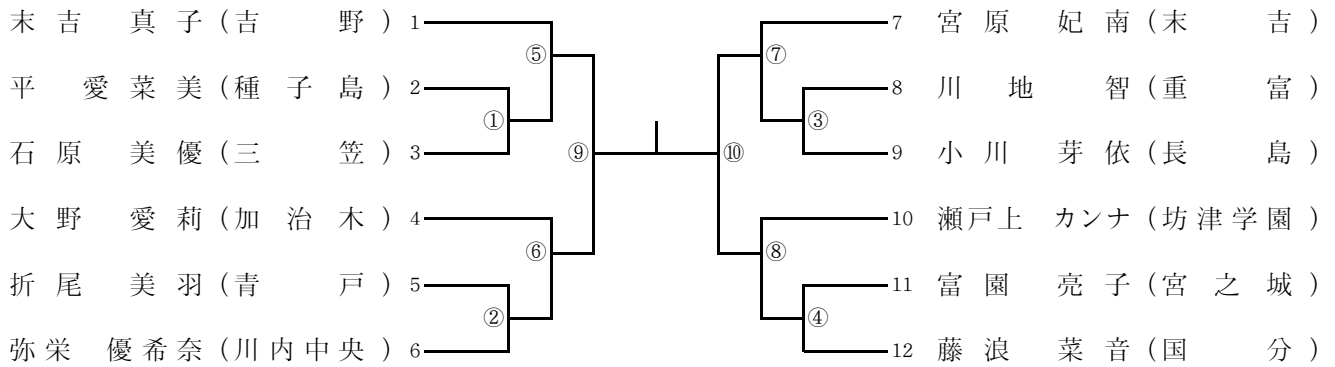 末吉 真子(吉野) 1
⑤
平 愛菜美(種子島) 2
①
石原 美優(三笠) 3
⑨
大野 愛莉(加治木) 4
⑥
折尾 美羽(青戸) 5
②
弥栄 優希奈(川内中央) 6
7 宮原 妃南(末吉)
⑦
8 川地 智(重富)
③
9 小川 芽依(長島)
⑩
10 瀬戸上 カンナ(坊津学園)
⑧
11 富園 亮子(宮之城)
④
12 藤浪 菜音(国分)